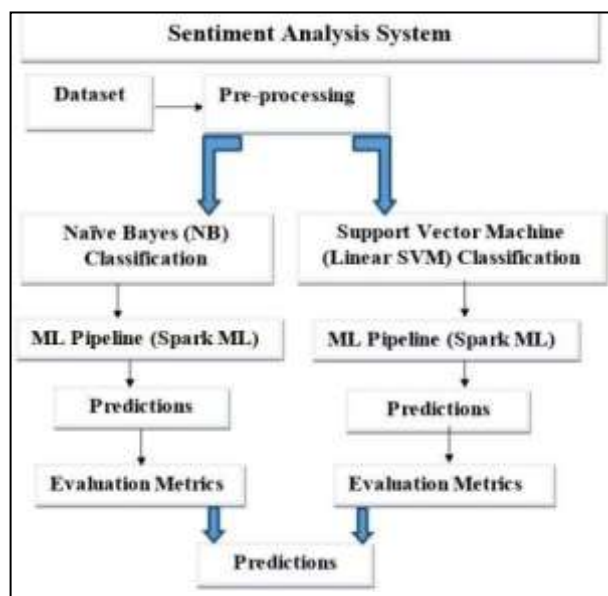 Sentiment Analysis System
Dataset
Pre-processing
Naïve Bayes (NB)
Classification
Support Vector Machine
(Linear SVM) Classification
ML Pipeline (Spark ML)
ML Pipeline (Spark ML)
Predictions
Predictions
Evaluation Metrics
Evaluation Metrics
Predictions